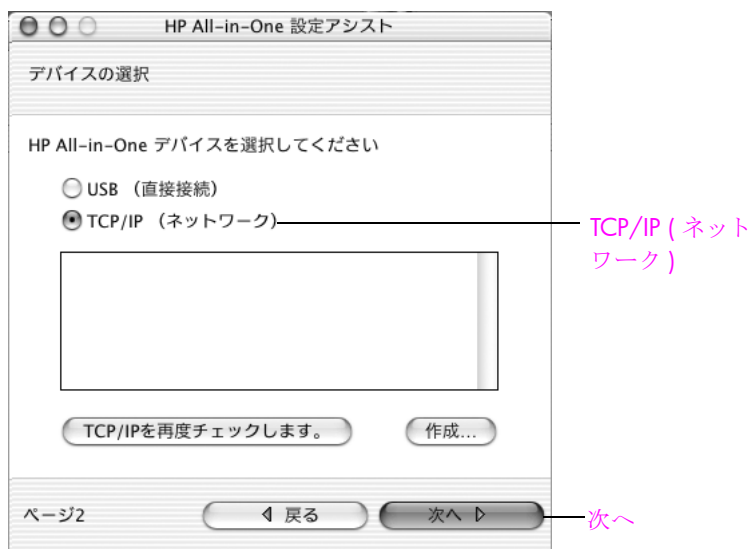 HP All-in-One 設定アシスト
デバイスの選択
HP All-in-One デバイスを選択してください
USB （直接接続）
TCP/IP （ネットワーク）
TCP/IP ( ネット
ワーク )
TCP/IPを再度チェックします。
作成...
ページ2
戻る
次へ
次へ